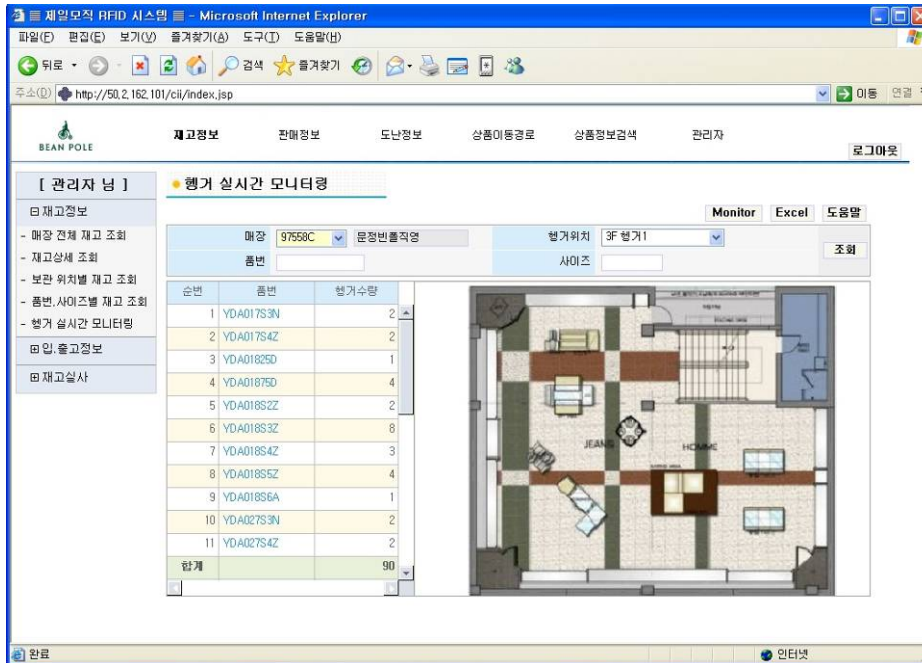 ≡ 제일모직 RFID 시스템 ≡ - Microsoft Internet Explorer
파일(F) 편집(E) 보기(V) 즐겨찾기(A) 도구(T) 도움말(H)
뒤로 검색 즐겨찾기
주소(D) http://50.2.162.101/cii/index.jsp 이동 연결
BEAN POLE
재고정보 판매정보 도난정보 상품이동경로 상품정보검색 관리자
로그아웃
[ 관리자 님 ]
재고정보
- 매장 전체 재고 조회
- 재고상세 조회
- 보관 위치별 재고 조회
- 품번.사이즈별 재고 조회
- 헹거 실시간 모니터링
입.출고정보
재고실사
헹거 실시간 모니터링
Monitor Excel 도움말
매장 97558C 문정빈폴직영 헹거위치 3F 헹거1
품번 사이즈 조회
순번 품번 헹거수량
1 YDA017S3N 2
2 YDA017S4Z 2
3 YDA01825D 1
4 YDA01875D 4
5 YDA018S2Z 2
6 YDA018S3Z 8
7 YDA018S4Z 3
8 YDA018S5Z 4
9 YDA018S6A 1
10 YDA027S3N 2
11 YDA027S4Z 2
합계 90
JEANS HOMME
완료 인터넷